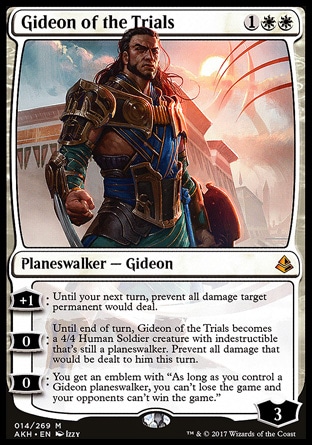 Gideon of the Trials 1
Planeswalker — Gideon
+1: Until your next turn, prevent all damage target
permanent would deal.
0: Until end of turn, Gideon of the Trials becomes
a 4/4 Human Soldier creature with indestructible
that's still a planeswalker. Prevent all damage that
would be dealt to him this turn.
0: You get an emblem with "As long as you control
a Gideon planeswalker, you can't lose the game and
your opponents can't win the game."
3
014/269 M
AKH • EN Izzy
™ & © 2017 Wizards of the Coast